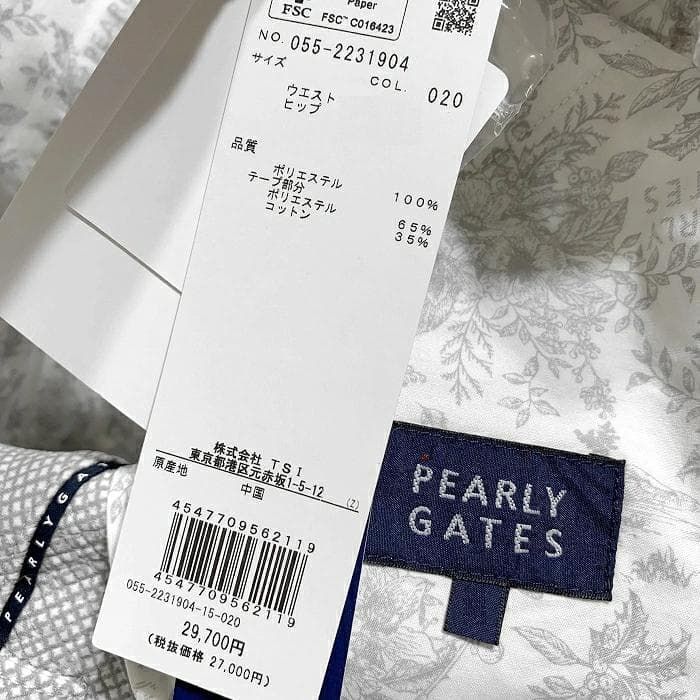 Paper
FSC FSC™ C016423
NO. 055-2231904
サイズ
COL. 020
ウエスト
ヒップ
品質
ポリエステル 100%
テープ部分
ポリエステル 65%
コットン 35%
株式会社 TSI
東京都港区元赤坂1-5-12
原産地 中国 (Z)
4547709562119
4547709562119
055-2231904-15-020
29,700円
(税抜価格 27,000円)
PEARLY
GATES
PEARLY GA